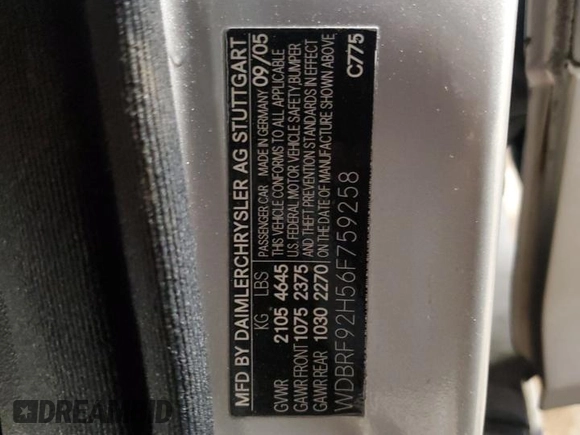 MFD BY DAIMLERCHRYSLER AG STUTTGART
KG LBS PASSENGER CAR MADE IN GERMANY 09/05
GVWR 2105 4645 THIS VEHICLE CONFORMS TO ALL APPLICABLE
U.S. FEDERAL MOTOR VEHICLE SAFETY, BUMPER
GAWR FRONT 1075 2375 AND THEFT PREVENTION STANDARDS IN EFFECT
GAWR REAR 1030 2270 ON THE DATE OF MANUFACTURE SHOWN ABOVE
WDBRF92H56F759258 C775
DREAMBID